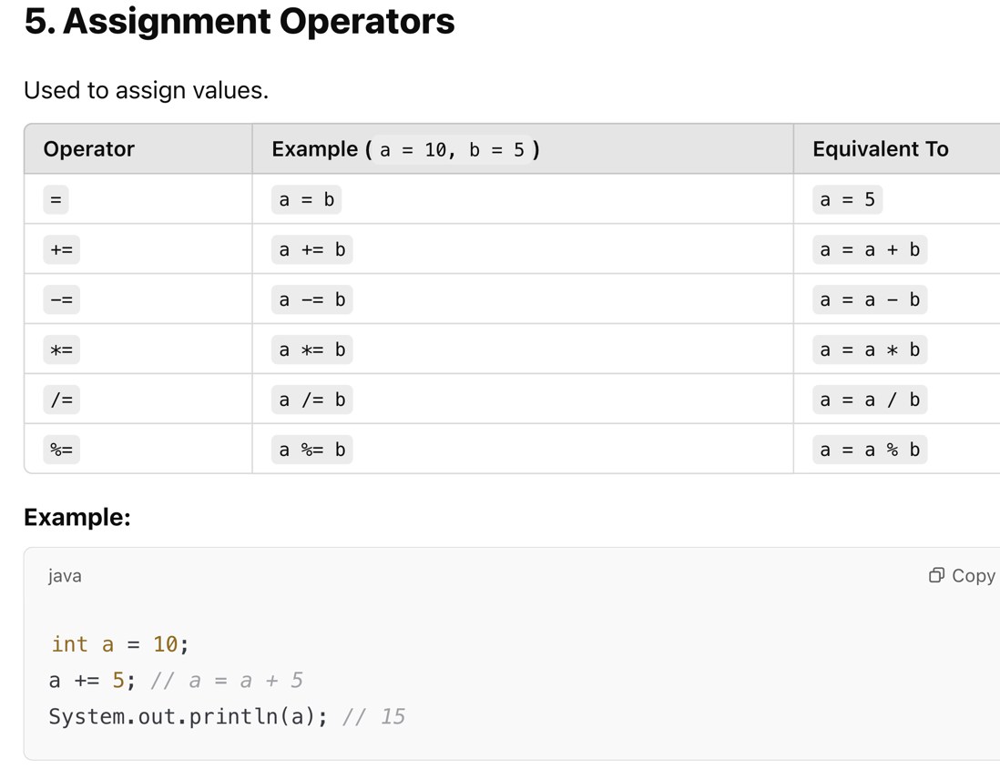 5. Assignment Operators
Used to assign values.
Operator Example ( a = 10, b = 5 ) Equivalent To
= a = b a = 5
+= a += b a = a + b
-= a -= b a = a - b
*= a *= b a = a * b
/= a /= b a = a / b
%= a %= b a = a % b
Example:
java Copy
int a = 10;
a += 5; // a = a + 5
System.out.println(a); // 15